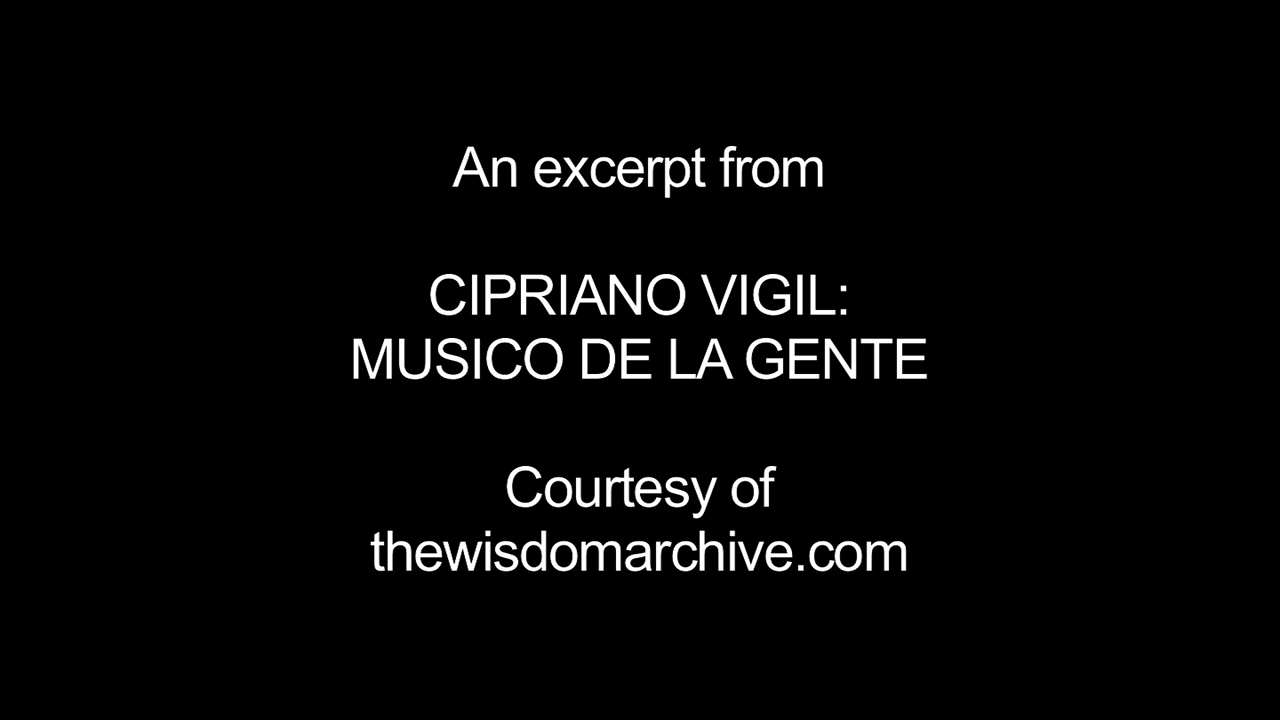 An excerpt from
CIPRIANO VIGIL:
MUSICO DE LA GENTE
Courtesy of
thewisdomarchive.com